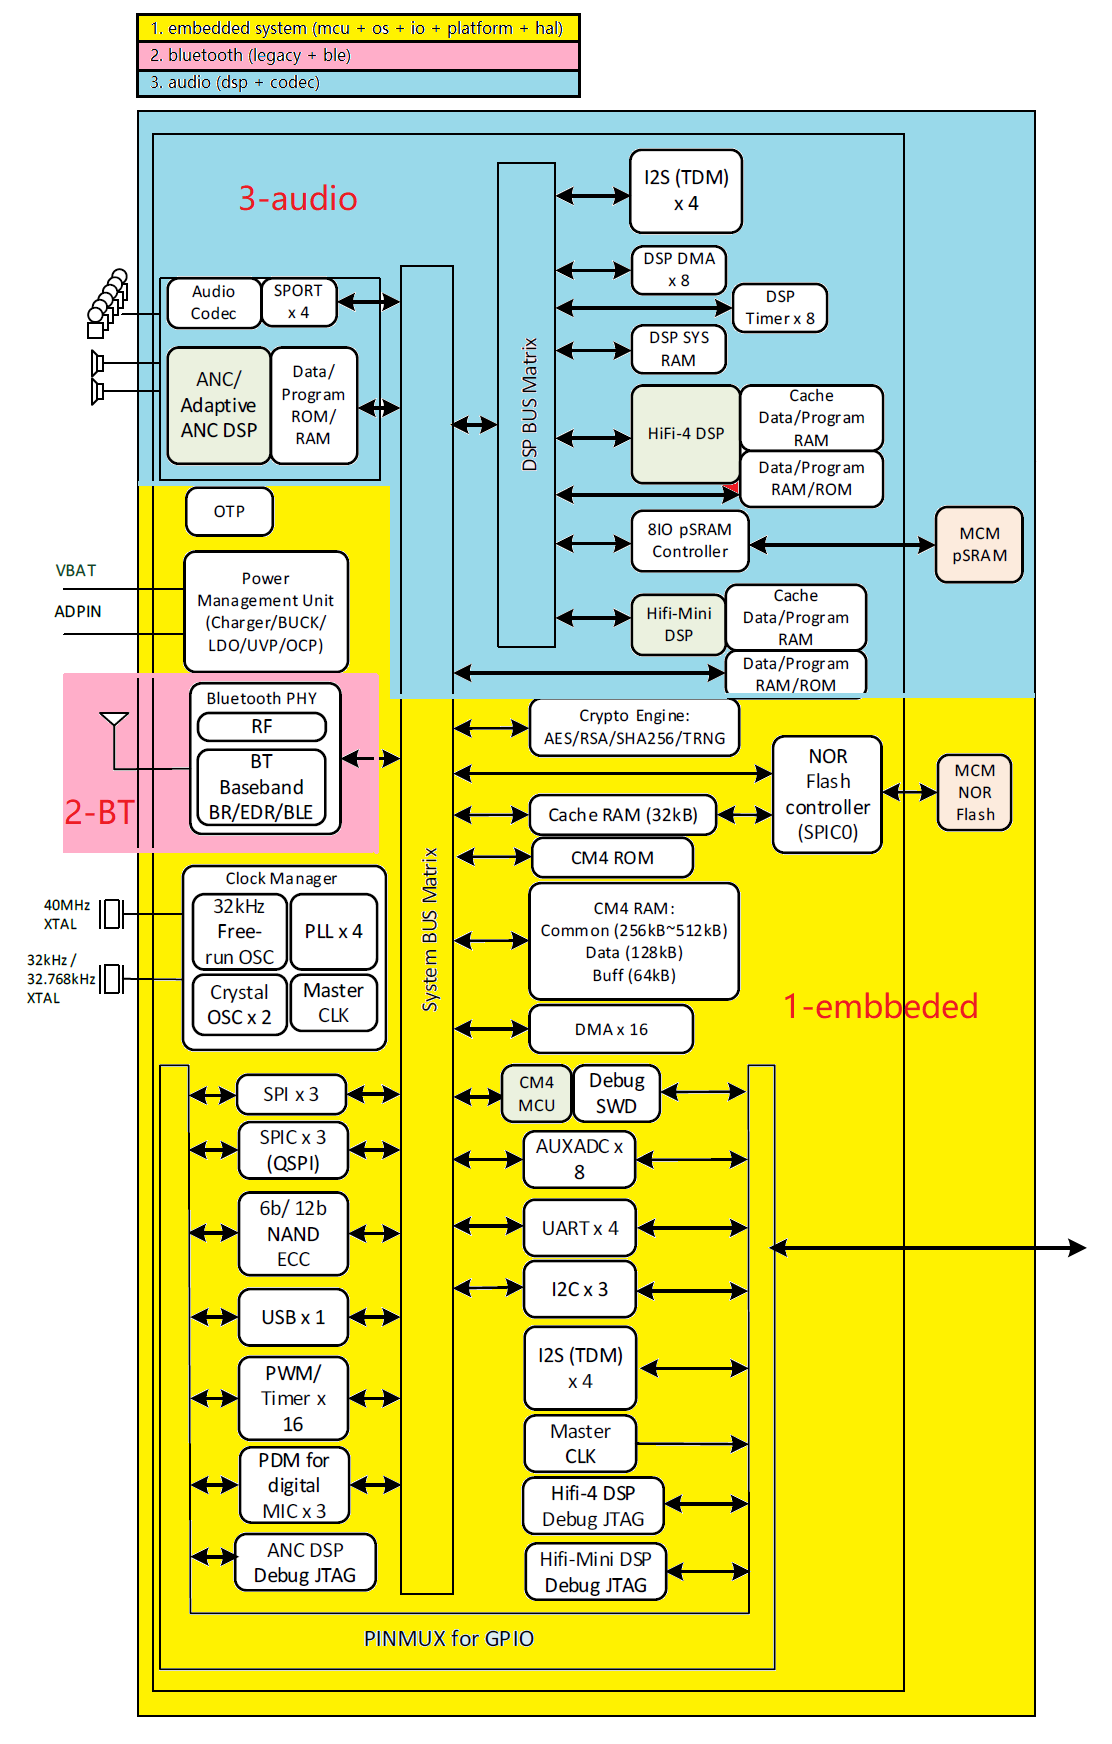 1. embedded system (mcu + os + io + platform + hal)
2. bluetooth (legacy + ble)
3. audio (dsp + codec)
3-audio
I2S (TDM)
x 4
DSP DMA
x 8
DSP
Timer x 8
DSP SYS
RAM
DSP BUS Matrix
Audio
Codec
SPORT
x 4
ANC/
Adaptive
ANC DSP
Data/
Program
ROM/
RAM
HiFi-4 DSP
Cache
Data/Program
RAM
Data/Program
RAM/ROM
8IO pSRAM
Controller
MCM
pSRAM
Hifi-Mini
DSP
Cache
Data/Program
RAM
Data/Program
RAM/ROM
OTP
VBAT
ADPIN
Power
Management Unit
(Charger/BUCK/
LDO/UVP/OCP)
2-BT
Bluetooth PHY
RF
BT
Baseband
BR/EDR/BLE
System BUS Matrix
Crypto Engine:
AES/RSA/SHA256/TRNG
NOR
Flash
controller
(SPIC0)
MCM
NOR
Flash
Cache RAM (32kB)
CM4 ROM
CM4 RAM:
Common (256kB~512kB)
Data (128kB)
Buff (64kB)
DMA x 16
1-embbeded
40MHz
XTAL
32kHz /
32.768kHz
XTAL
Clock Manager
32kHz
Free-
run OSC
PLL x 4
Crystal
OSC x 2
Master
CLK
SPI x 3
SPIC x 3
(QSPI)
6b/ 12b
NAND
ECC
USB x 1
PWM/
Timer x
16
PDM for
digital
MIC x 3
ANC DSP
Debug JTAG
CM4
MCU
Debug
SWD
AUXADC x
8
UART x 4
I2C x 3
I2S (TDM)
x 4
Master
CLK
Hifi-4 DSP
Debug JTAG
Hifi-Mini DSP
Debug JTAG
PINMUX for GPIO